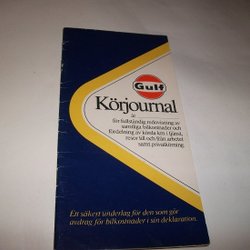 Gulf
Körjournal
är
för fullständig redovisning av
samtliga bilkostnader och
fördelning av körda km i tjänst,
resor till och från arbetet
samt privatkörning.
Ett säkert underlag för den som gör
avdrag för bilkostnader i sin deklaration.